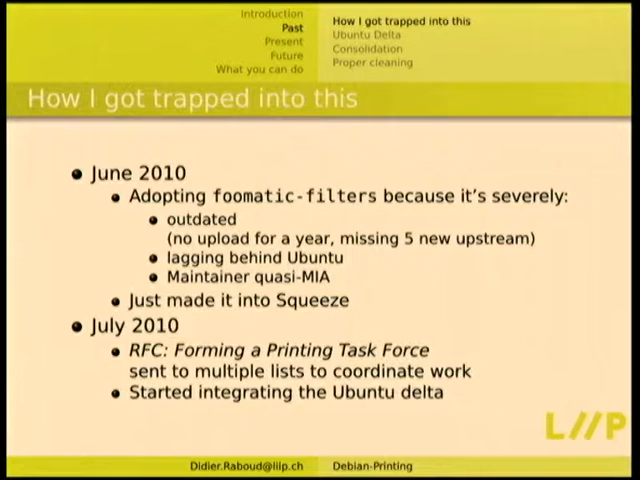 Introduction
Past
Present
Future
What you can do
How I got trapped into this
Ubuntu Delta
Consolidation
Proper cleaning
How I got trapped into this
June 2010
Adopting foomatic-filters because it's severely:
outdated
(no upload for a year, missing 5 new upstream)
lagging behind Ubuntu
Maintainer quasi-MIA
Just made it into Squeeze
July 2010
RFC: Forming a Printing Task Force
sent to multiple lists to coordinate work
Started integrating the Ubuntu delta
LIIP
Didier.Raboud@liip.ch
Debian-Printing